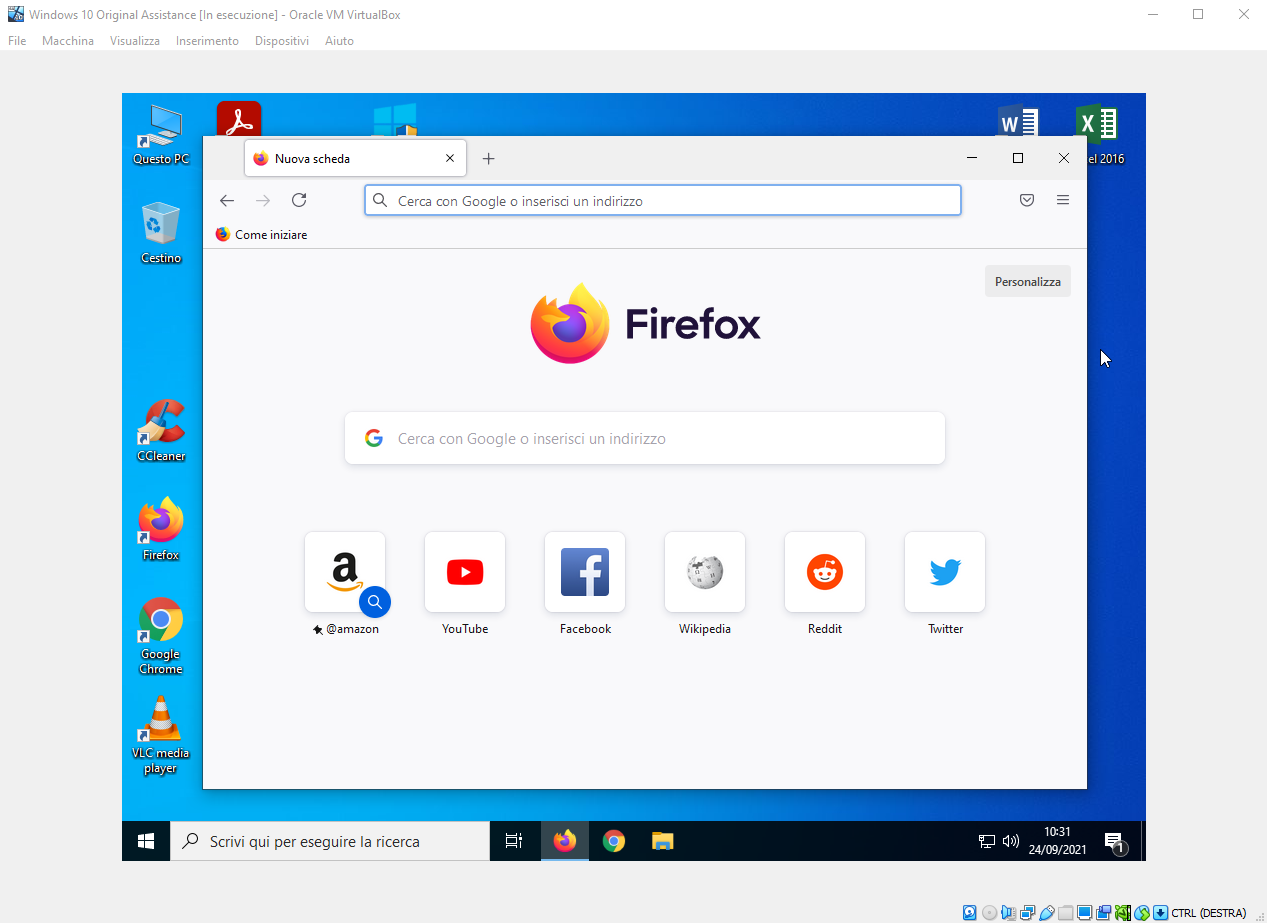 Windows 10 Original Assistance [In esecuzione] - Oracle VM VirtualBox
File Macchina Visualizza Inserimento Dispositivi Aiuto
Questo PC
W
X
el 2016
Nuova scheda
Cerca con Google o inserisci un indirizzo
Come iniziare
Personalizza
Cestino
Firefox
Cerca con Google o inserisci un indirizzo
CCleaner
Firefox
@amazon
YouTube
Facebook
Wikipedia
Reddit
Twitter
Google
Chrome
VLC media
player
Scrivi qui per eseguire la ricerca
10:31
24/09/2021
1
CTRL (DESTRA)